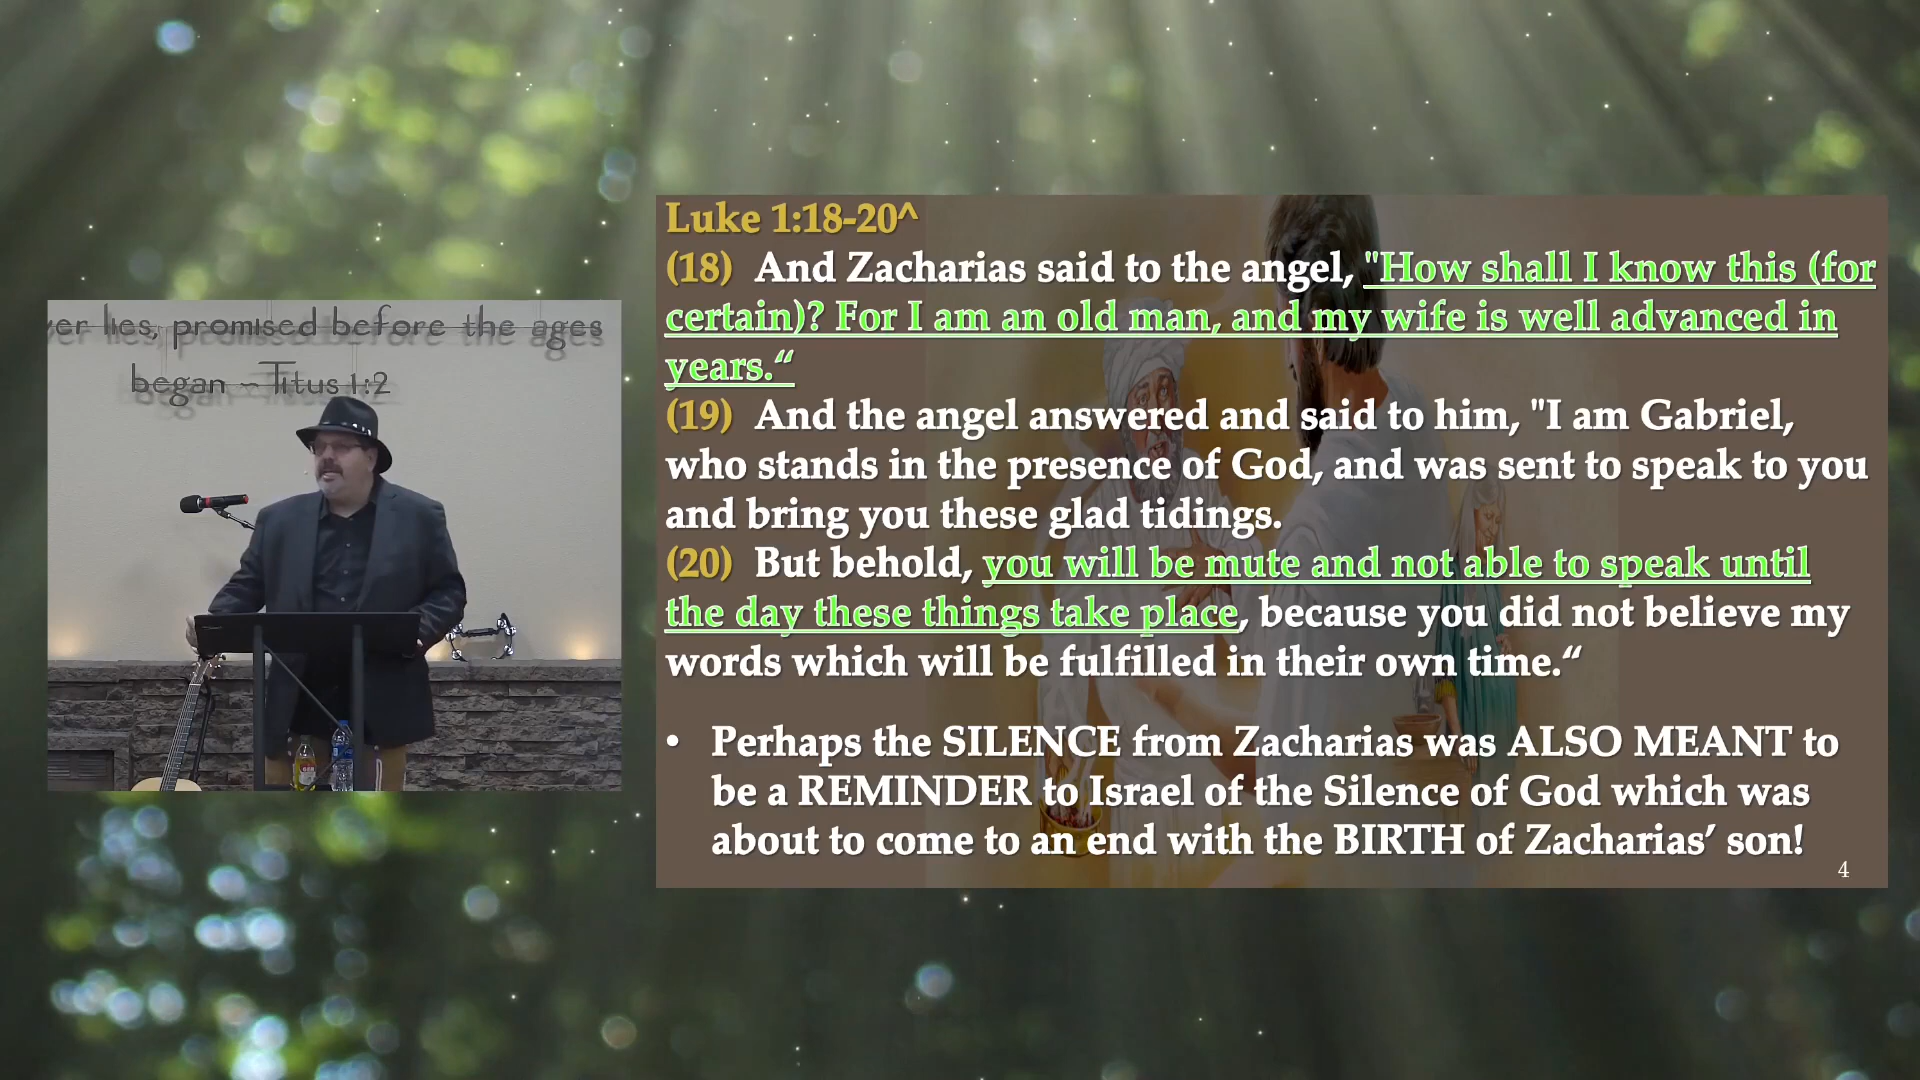 ver lies, promised before the ages
began ~ Titus 1:2
Luke 1:18-20^
(18) And Zacharias said to the angel, "How shall I know this (for
certain)? For I am an old man, and my wife is well advanced in
years.“
(19) And the angel answered and said to him, "I am Gabriel,
who stands in the presence of God, and was sent to speak to you
and bring you these glad tidings.
(20) But behold, you will be mute and not able to speak until
the day these things take place, because you did not believe my
words which will be fulfilled in their own time.“
• Perhaps the SILENCE from Zacharias was ALSO MEANT to
be a REMINDER to Israel of the Silence of God which was
about to come to an end with the BIRTH of Zacharias’ son!
4